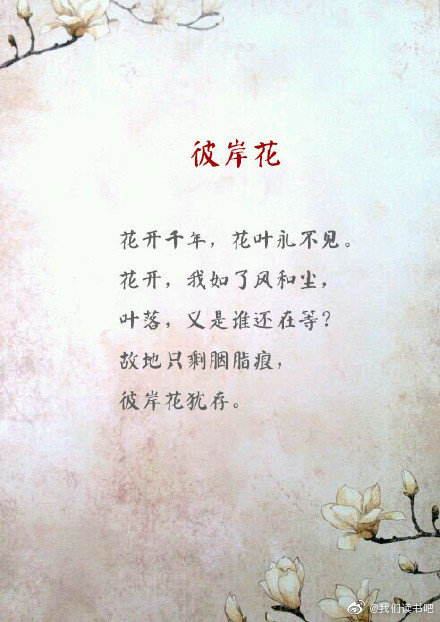 彼岸花
花开千年，花叶永不见。
花开，我如了风和尘，
叶落，又是谁还在等？
故地只剩胭脂痕，
彼岸花犹存。
@我们读书吧